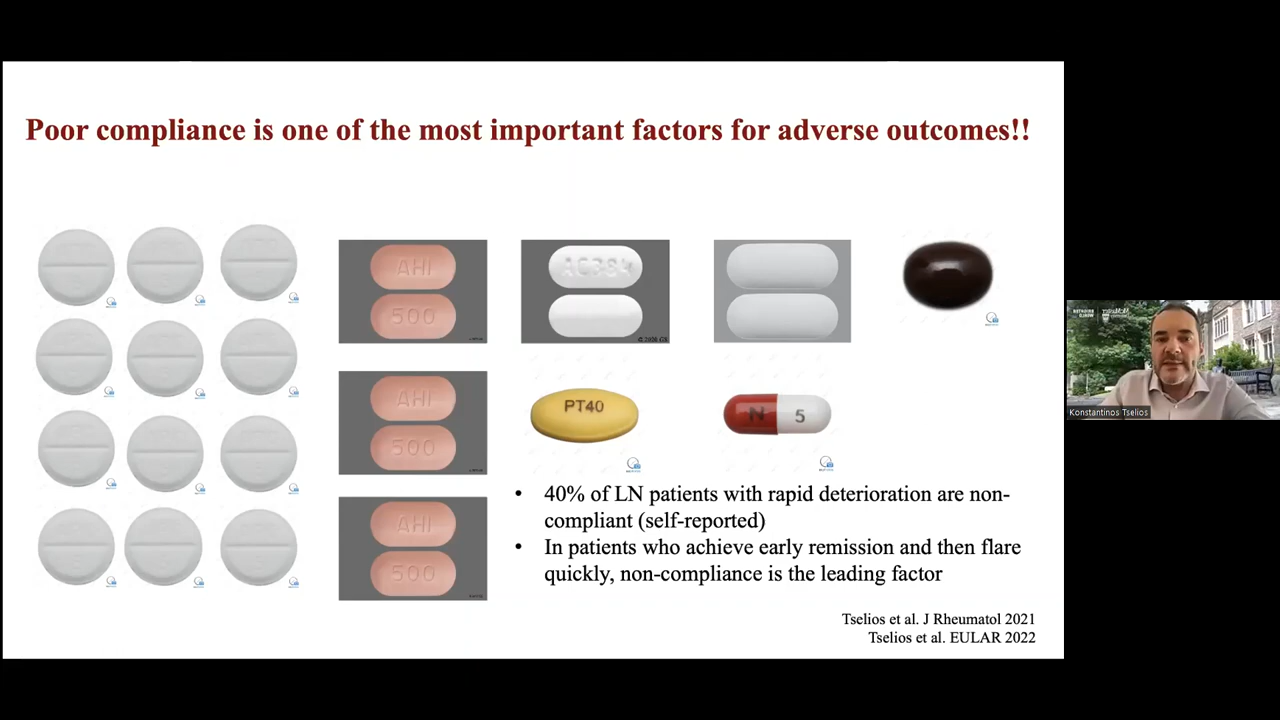 Poor compliance is one of the most important factors for adverse outcomes!!
AHI
500
AHI
500
AHI
500
PT40
N 5
• 40% of LN patients with rapid deterioration are non-
compliant (self-reported)
• In patients who achieve early remission and then flare
quickly, non-compliance is the leading factor
Tselios et al. J Rheumatol 2021
Tselios et al. EULAR 2022
Konstantinos Tselios